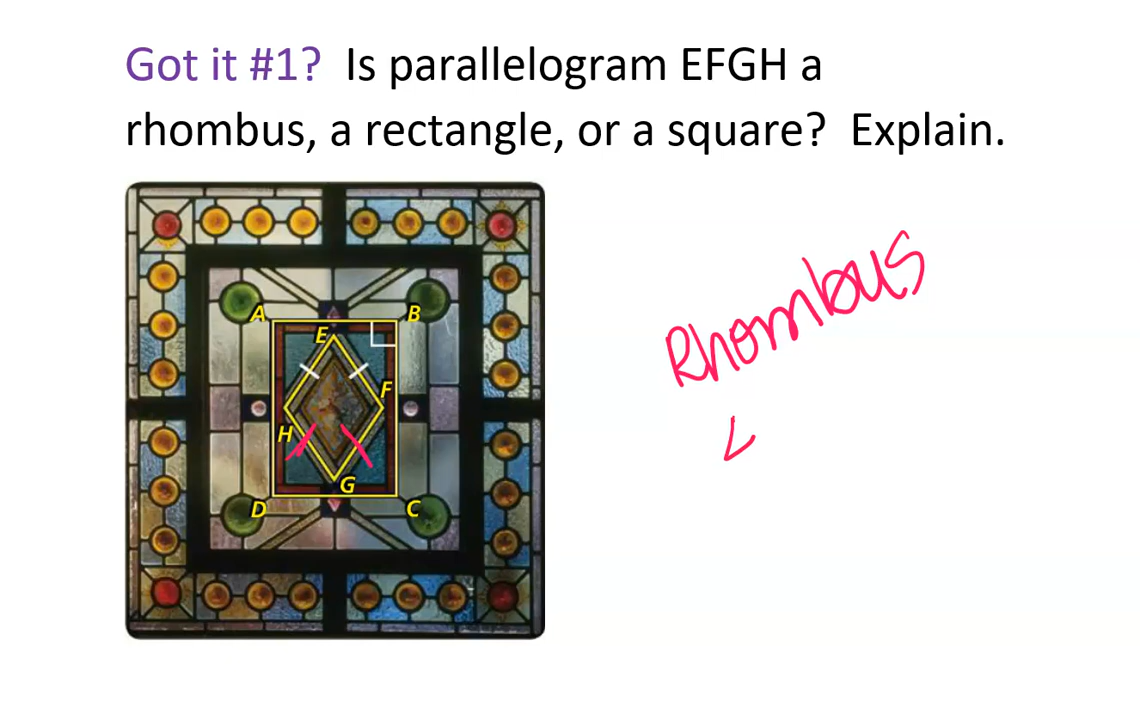 Got it #1? Is parallelogram EFGH a
rhombus, a rectangle, or a square? Explain.
Rhombus
A B
E
F
H
G
D C